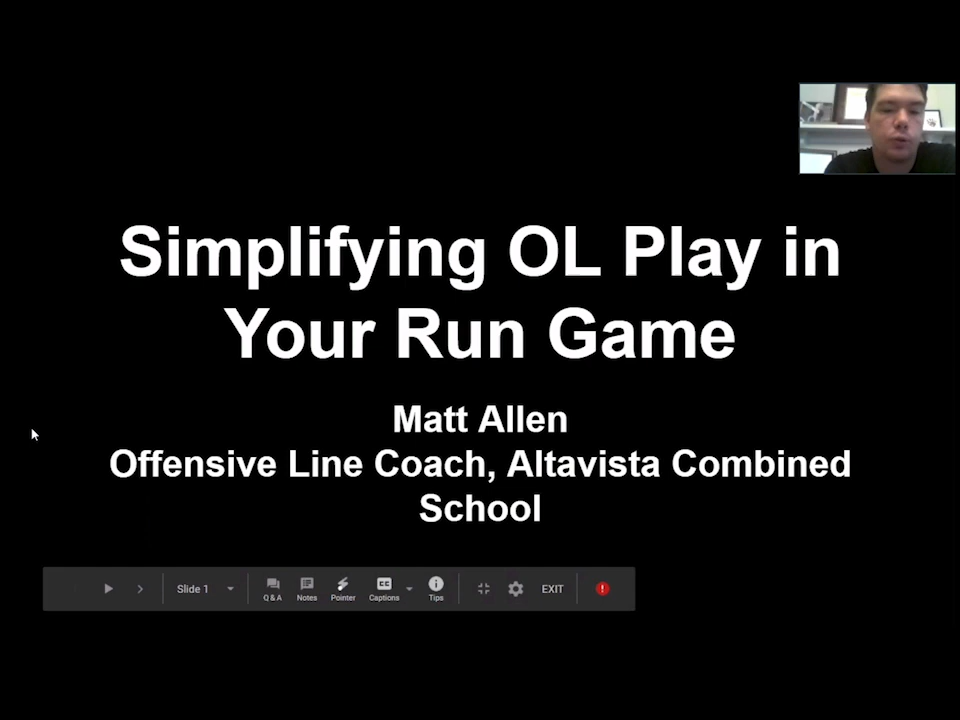 Simplifying OL Play in
Your Run Game
Matt Allen
Offensive Line Coach, Altavista Combined
School
Slide 1
Q & A
Notes
Pointer
CC
Captions
Tips
EXIT